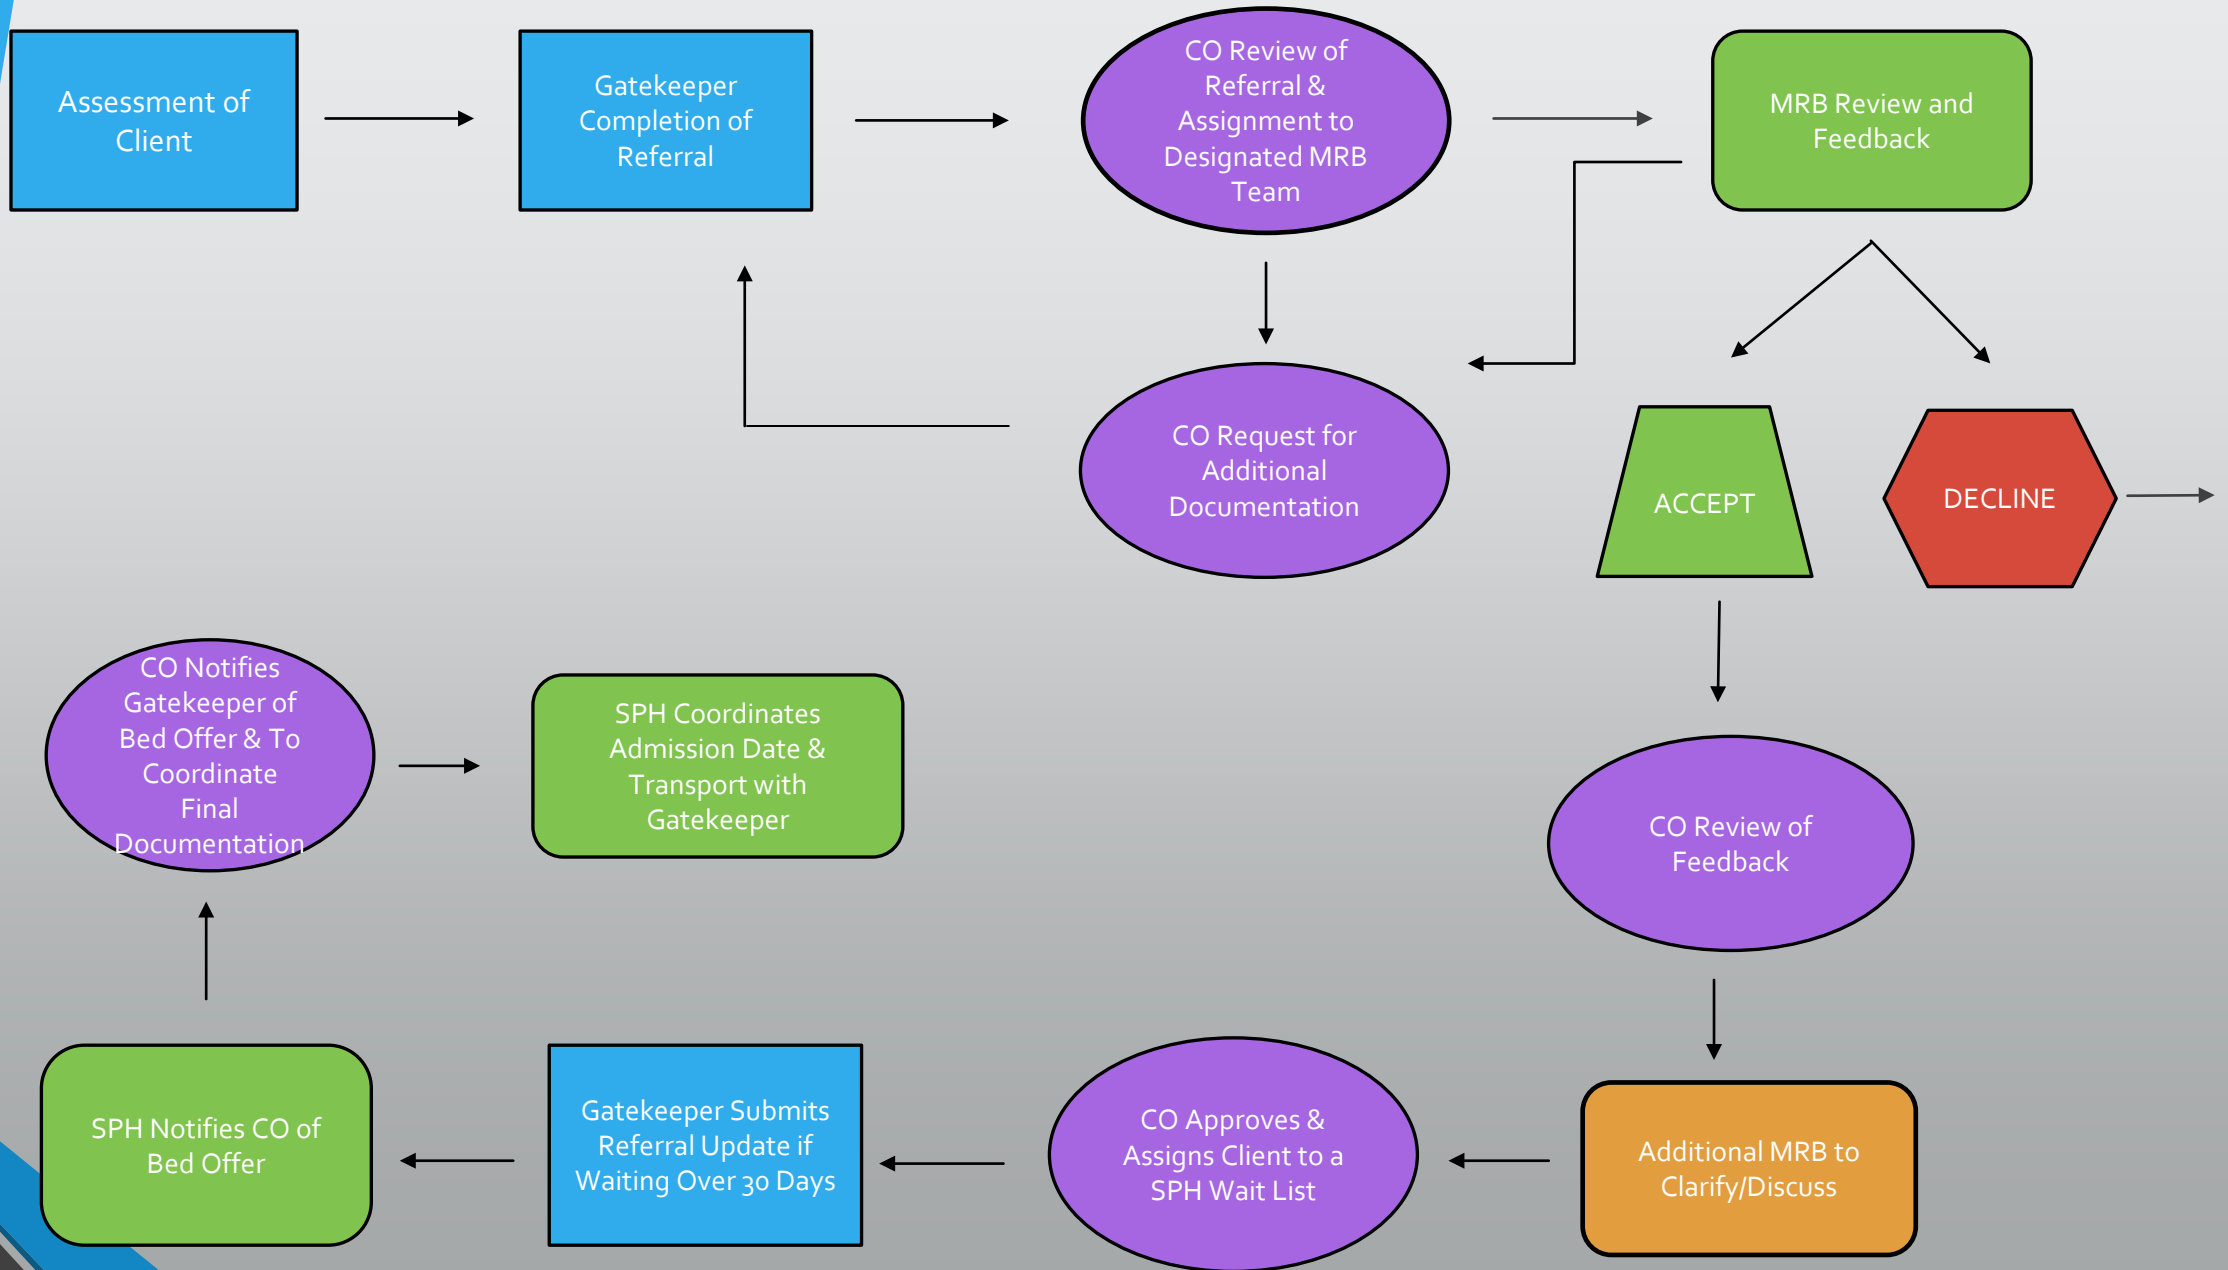 Assessment of
Client
Gatekeeper
Completion of
Referral
CO Review of
Referral &
Assignment to
Designated MRB
Team
MRB Review and
Feedback
CO Request for
Additional
Documentation
ACCEPT
DECLINE
CO Notifies
Gatekeeper of
Bed Offer & To
Coordinate
Final
Documentation
SPH Coordinates
Admission Date &
Transport with
Gatekeeper
CO Review of
Feedback
SPH Notifies CO of
Bed Offer
Gatekeeper Submits
Referral Update if
Waiting Over 30 Days
CO Approves &
Assigns Client to a
SPH Wait List
Additional MRB to
Clarify/Discuss